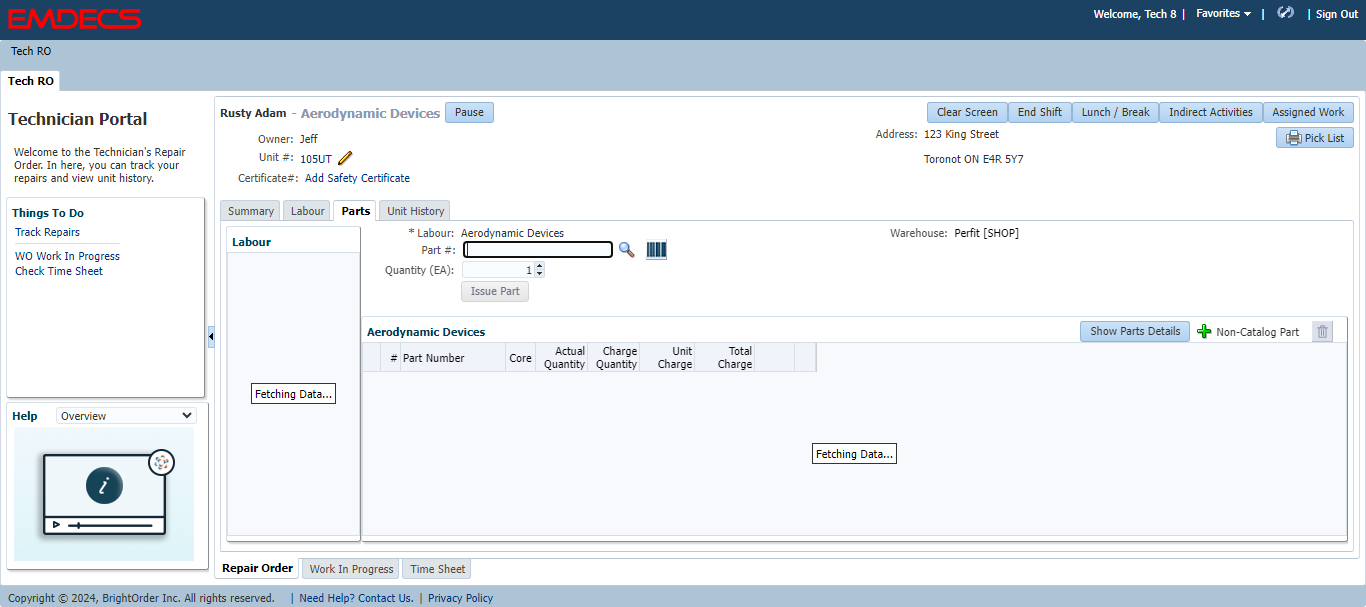 EMDECS
Welcome, Tech 8 | Favorites | | Sign Out
Tech RO
Tech RO
Technician Portal
Welcome to the Technician's Repair
Order. In here, you can track your
repairs and view unit history.
Things To Do
Track Repairs
WO Work In Progress
Check Time Sheet
Help Overview
i
Rusty Adam - Aerodynamic Devices Pause
Clear Screen End Shift Lunch / Break Indirect Activities Assigned Work
Owner: Jeff
Unit #: 105UT
Certificate#: Add Safety Certificate
Address: 123 King Street
Toronot ON E4R 5Y7
Pick List
Summary Labour Parts Unit History
Labour
Fetching Data...
* Labour: Aerodynamic Devices
Part #:
Quantity (EA): 1
Issue Part
Warehouse: Perfit [SHOP]
Aerodynamic Devices
Show Parts Details Non-Catalog Part
# Part Number Core Actual Quantity Charge Quantity Unit Charge Total Charge
Fetching Data...
Repair Order Work In Progress Time Sheet
Copyright © 2024, BrightOrder Inc. All rights reserved. | Need Help? Contact Us. | Privacy Policy